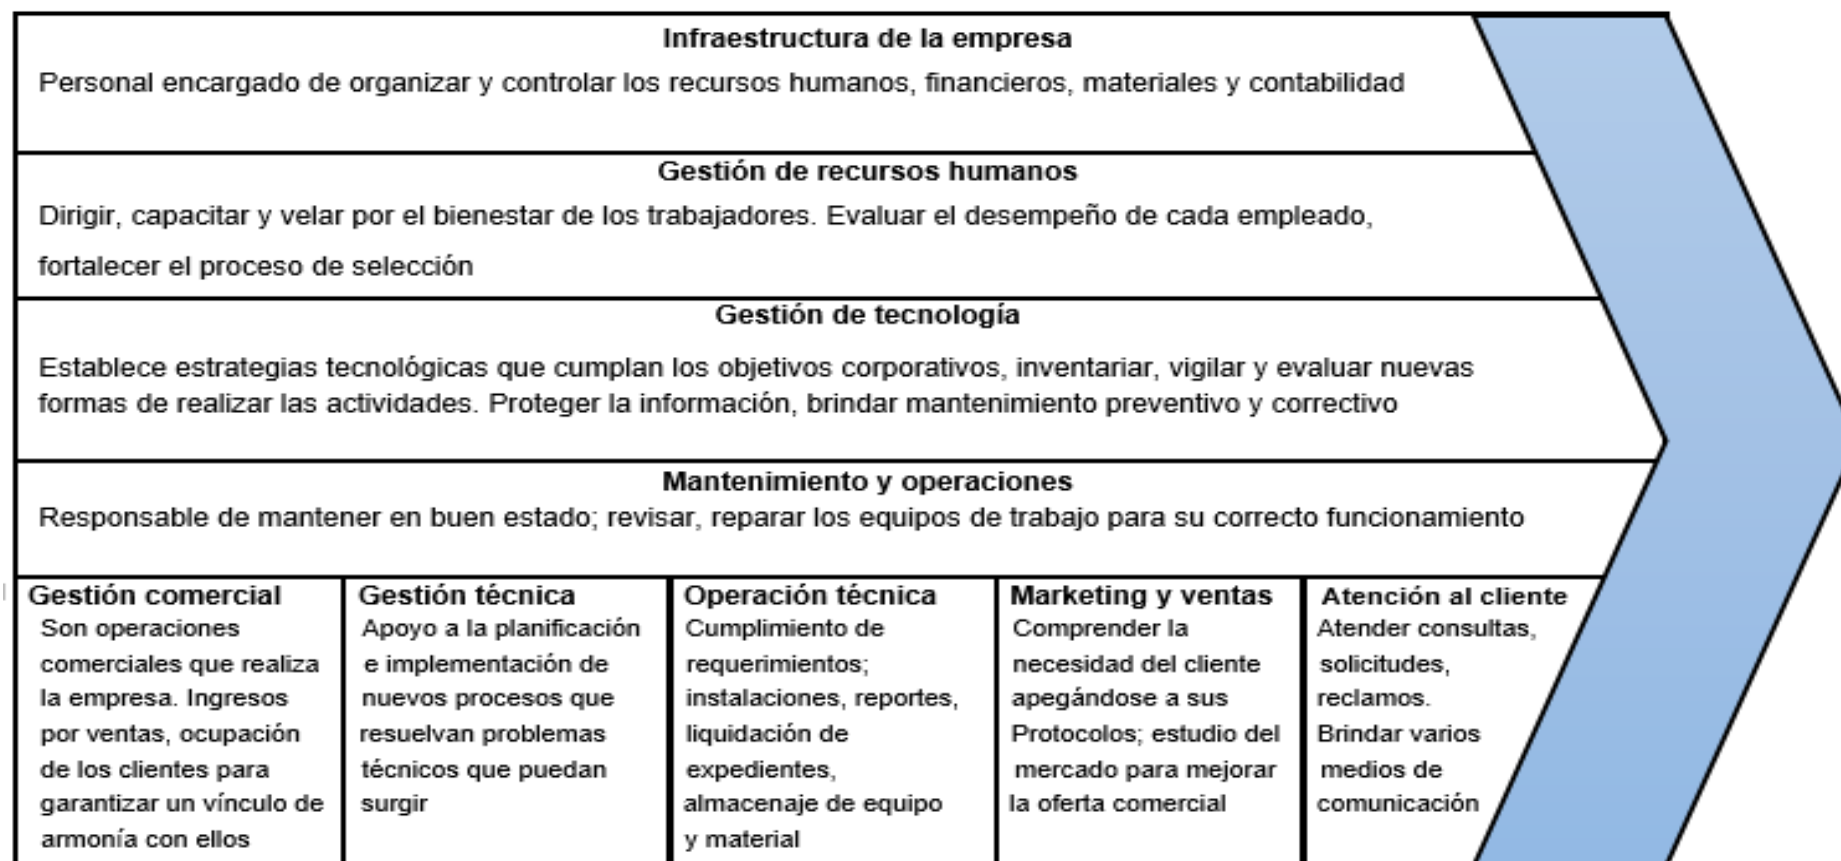 Infraestructura de la empresa
Personal encargado de organizar y controlar los recursos humanos, financieros, materiales y contabilidad
Gestión de recursos humanos
Dirigir, capacitar y velar por el bienestar de los trabajadores. Evaluar el desempeño de cada empleado,
fortalecer el proceso de selección
Gestión de tecnología
Establece estrategias tecnológicas que cumplan los objetivos corporativos, inventariar, vigilar y evaluar nuevas
formas de realizar las actividades. Proteger la información, brindar mantenimiento preventivo y correctivo
Mantenimiento y operaciones
Responsable de mantener en buen estado; revisar, reparar los equipos de trabajo para su correcto funcionamiento
Gestión comercial
Son operaciones
comerciales que realiza
la empresa. Ingresos
por ventas, ocupación
de los clientes para
garantizar un vínculo de
armonía con ellos
Gestión técnica
Apoyo a la planificación
e implementación de
nuevos procesos que
resuelvan problemas
técnicos que puedan
surgir
Operación técnica
Cumplimiento de
requerimientos;
instalaciones, reportes,
liquidación de
expedientes,
almacenaje de equipo
y material
Marketing y ventas
Comprender la
necesidad del cliente
apegándose a sus
Protocolos; estudio del
mercado para mejorar
la oferta comercial
Atención al cliente
Atender consultas,
solicitudes,
reclamos.
Brindar varios
medios de
comunicación